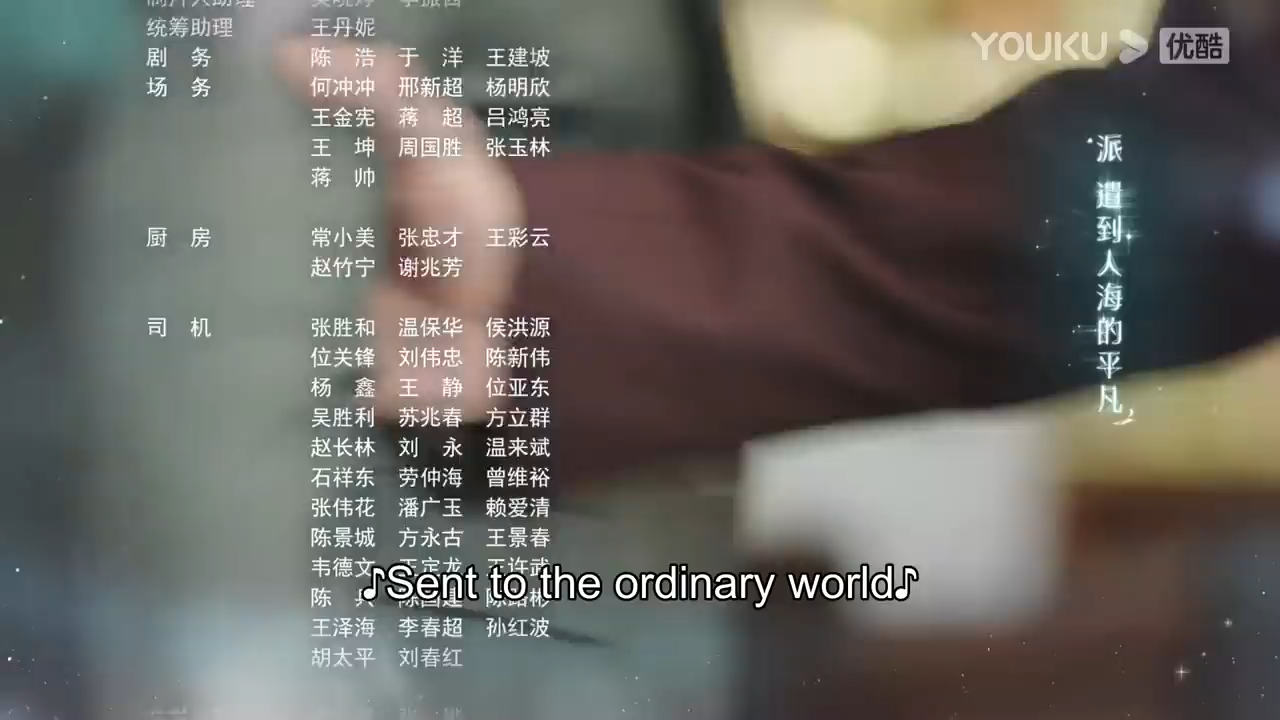 统筹助理 王丹妮
剧 务 陈 浩 于 洋 王建坡
场 务 何冲冲 邢新超 杨明欣
王金宪 蒋 超 吕鸿亮
王 坤 周国胜 张玉林
蒋 帅
厨 房 常小美 张忠才 王彩云
赵竹宁 谢兆芳
司 机 张胜和 温保华 侯洪源
位关锋 刘伟忠 陈新伟
杨 鑫 王 静 位亚东
吴胜利 苏兆春 方立群
赵长林 刘 永 温来斌
石祥东 劳仲海 曾维裕
张伟花 潘广玉 赖爱清
陈景城 方永古 王景春
韦德文
陈
王泽海 李春超 孙红波
胡太平 刘春红
YOUKU 优酷
派遣到人海的平凡
♪Sent to the ordinary world♪